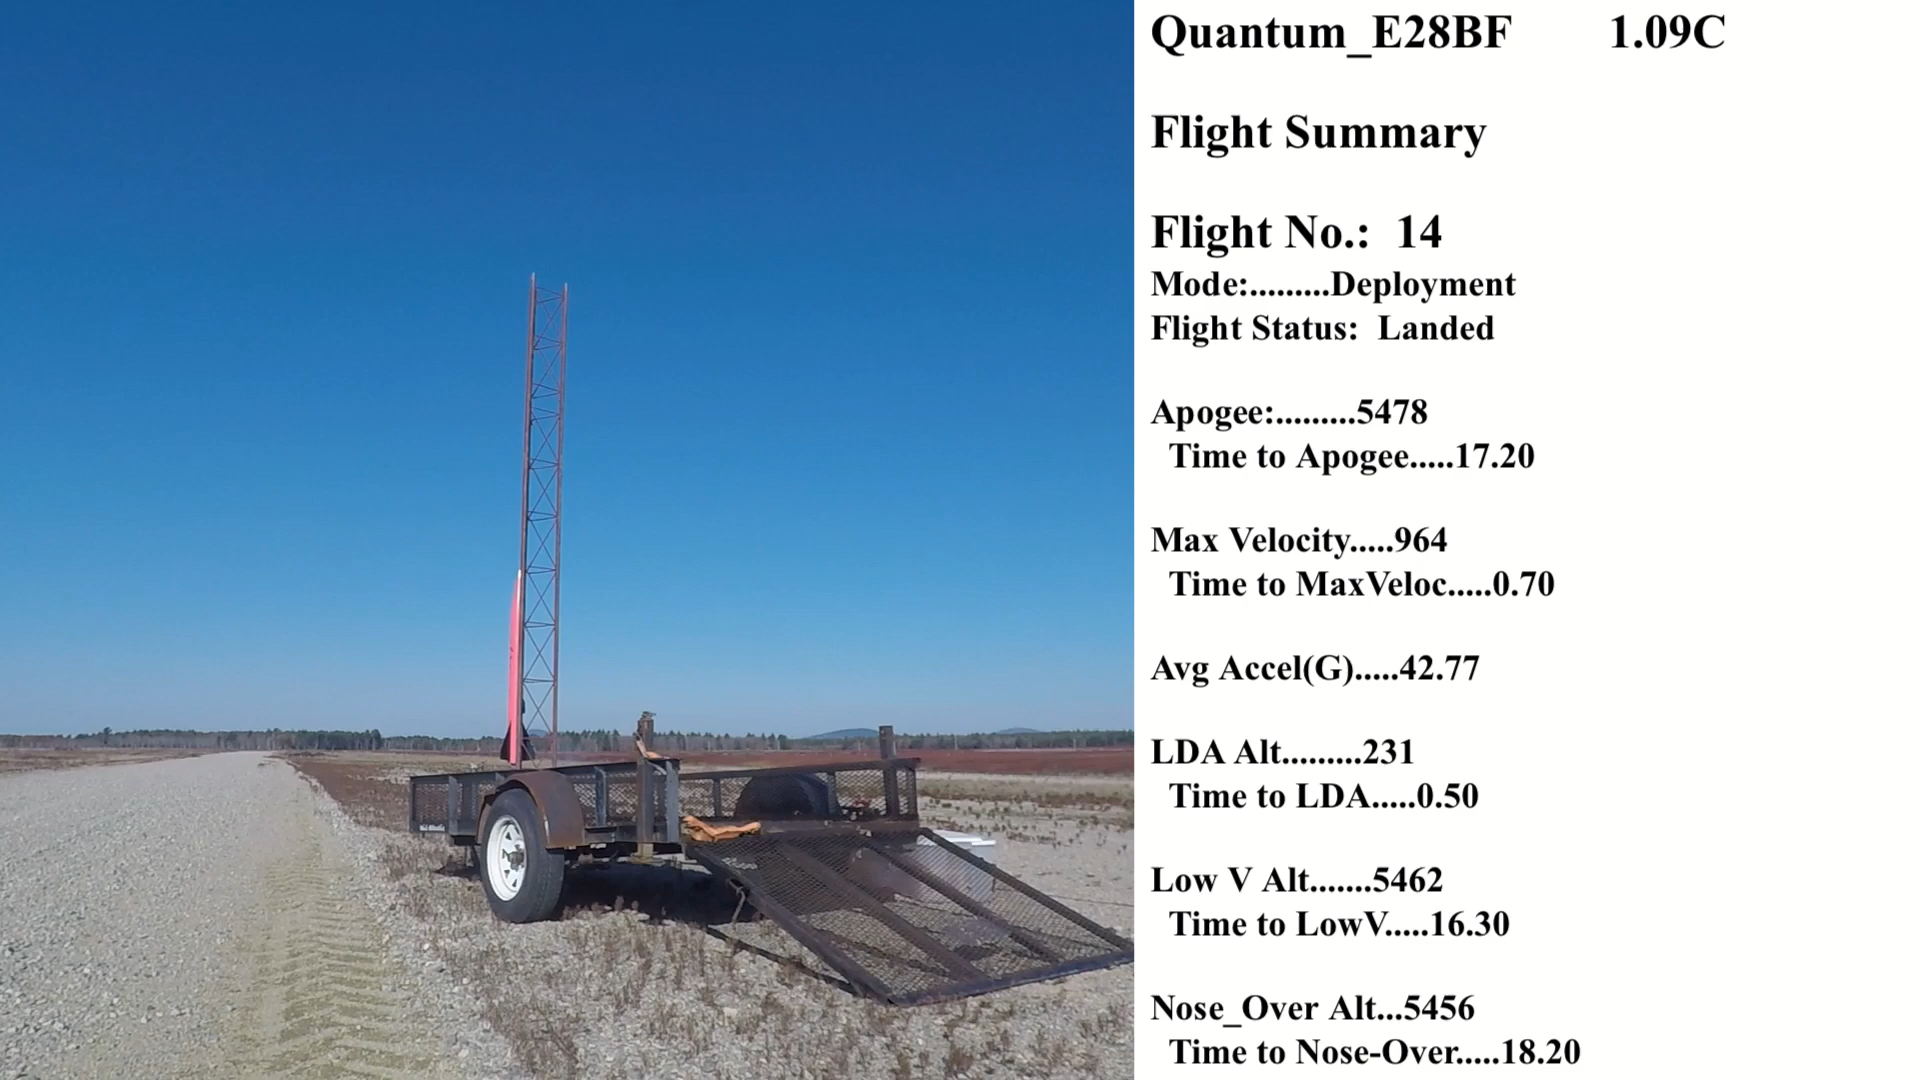 Quantum_E28BF 1.09C
Flight Summary
Flight No.: 14
Mode:.........Deployment
Flight Status: Landed
Apogee:.........5478
Time to Apogee.....17.20
Max Velocity.....964
Time to MaxVeloc.....0.70
Avg Accel(G).....42.77
LDA Alt.........231
Time to LDA.....0.50
Low V Alt.......5462
Time to LowV.....16.30
Nose_Over Alt...5456
Time to Nose-Over.....18.20